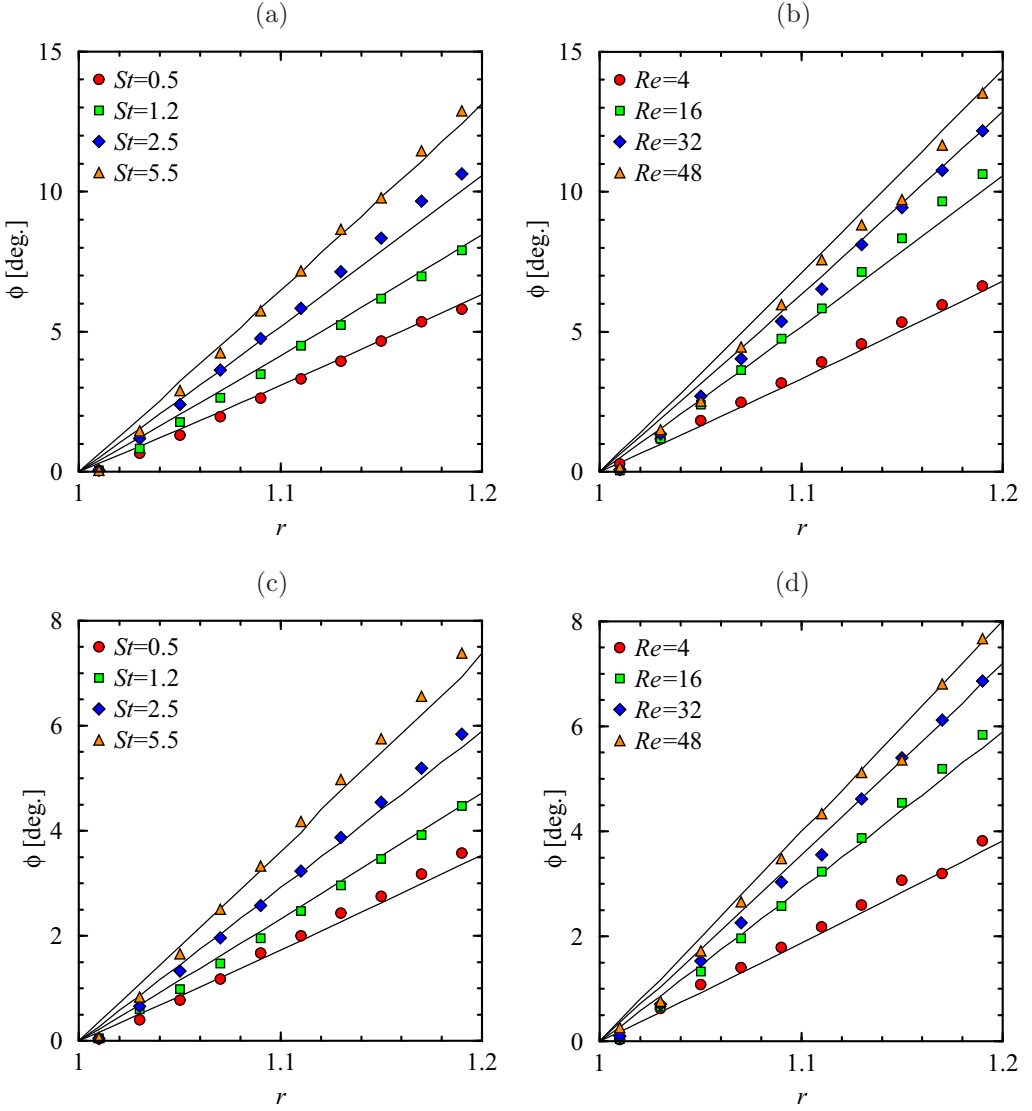 (a)
15
10
5
0
ϕ [deg.]
St=0.5
St=1.2
St=2.5
St=5.5
1 1.1 1.2
r
(b)
15
10
5
0
ϕ [deg.]
Re=4
Re=16
Re=32
Re=48
1 1.1 1.2
r
(c)
8
6
4
2
0
ϕ [deg.]
St=0.5
St=1.2
St=2.5
St=5.5
1 1.1 1.2
r
(d)
8
6
4
2
0
ϕ [deg.]
Re=4
Re=16
Re=32
Re=48
1 1.1 1.2
r